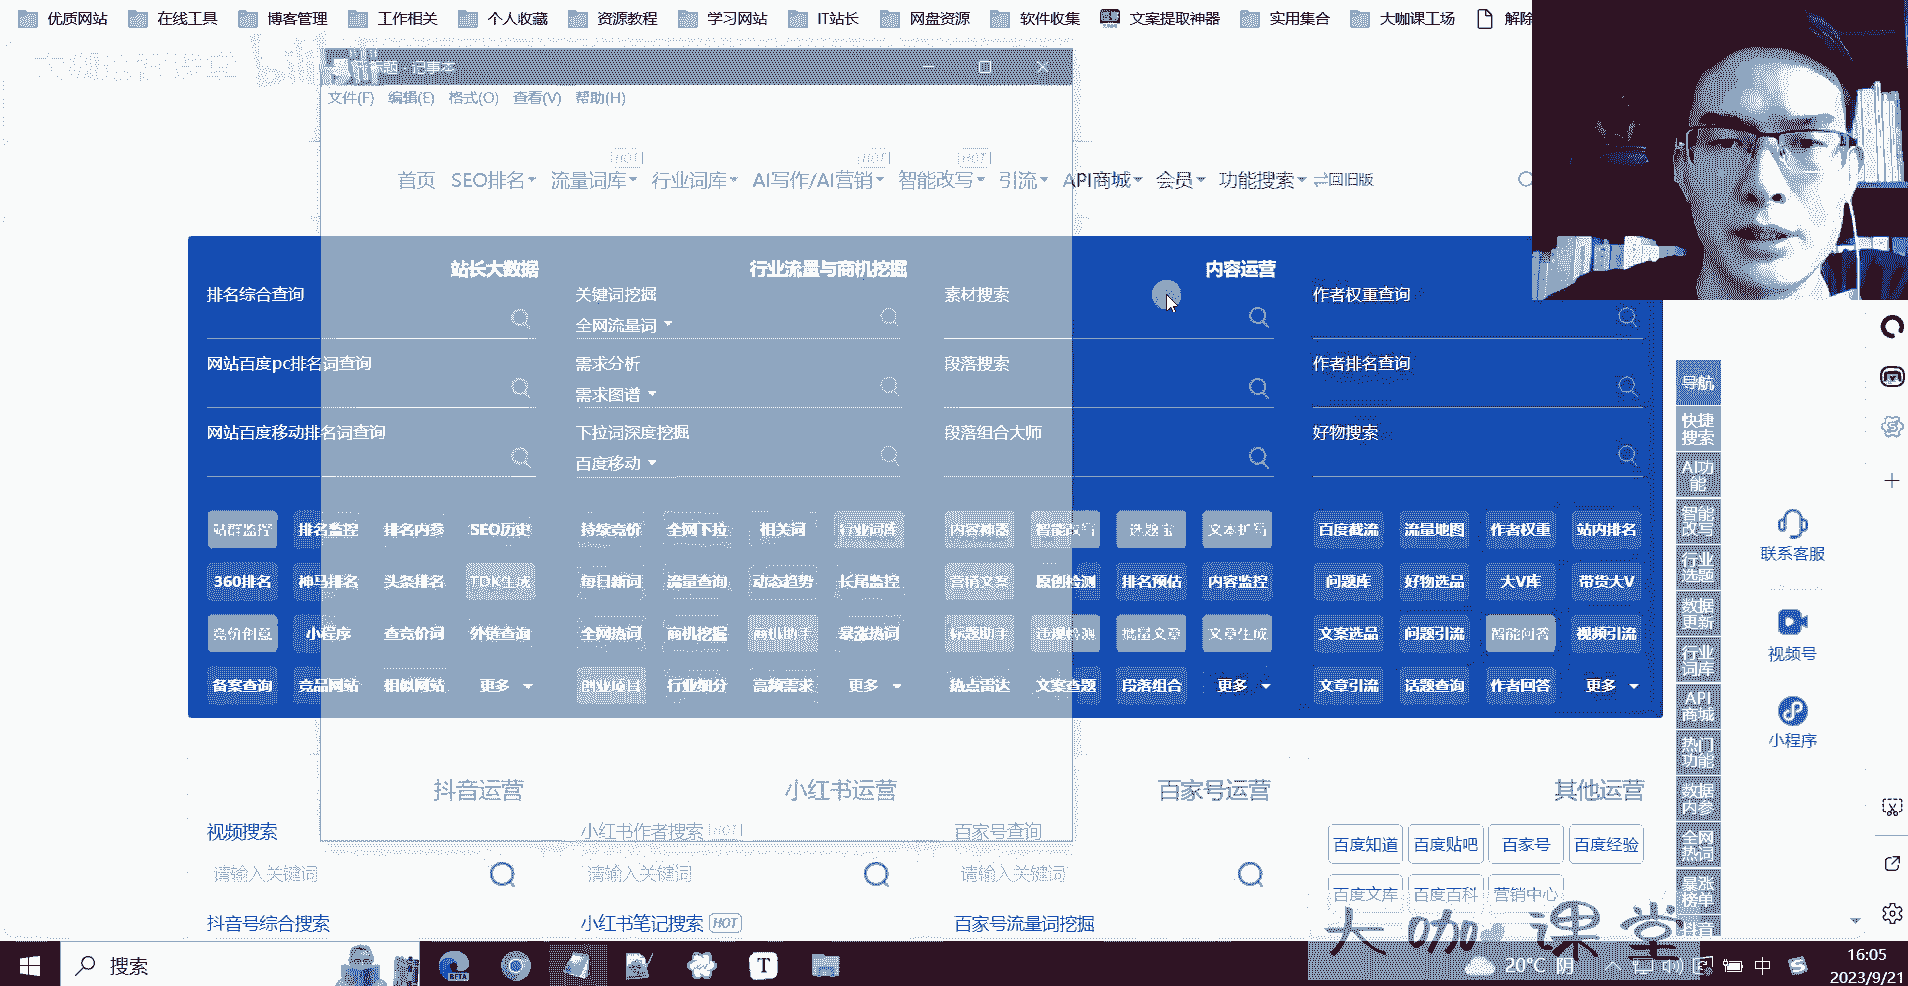 优质网站 在线工具 博客管理 工作相关 个人收藏 资源教程 学习网站 IT站长 网盘资源 软件收集 文案提取神器 实用集合 大咖课工场 解除
无标题 - 记事本
文件(F) 编辑(E) 格式(O) 查看(V) 帮助(H)
HOT HOT HOT
首页 SEO排名 流量词库 行业词库 AI写作/AI营销 智能改写 引流 API商城 会员 功能搜索 回旧版
站长大数据 行业流量与商机挖掘 内容运营
排名综合查询 关键词挖掘 素材搜索 作者权重查询
全网流量词
网站百度pc排名词查询 需求分析 段落搜索 作者排名查询
需求图谱
网站百度移动排名词查询 下拉词深度挖掘 段落组合大师 好物搜索
百度移动
站群监控 排名监控 排名内参 SEO历史 持续竞价 全网下拉 相关词 行业词库 内容神器 智能改写 选题宝 文本扩写 百度截流 流量地图 作者权重 站内排名
360排名 神马排名 头条排名 TDK生成 每日新词 流量查询 动态趋势 长尾监控 营销文案 原创检测 排名预估 内容监控 问题库 好物选品 大V库 带货大V
竞价创意 小程序 查竞价词 外链查询 全网热词 商机挖掘 商机助手 暴涨热词 标题助手 违规检测 批量文章 文章生成 文案选品 问题引流 智能问答 视频引流
备案查询 竞品网站 相似网站 更多 创业项目 行业细分 高频需求 更多 热点雷达 文案查题 段落组合 更多 文章引流 话题查询 作者回答 更多
抖音运营 小红书运营 百家号运营 其他运营
视频搜索 小红书作者搜索 HOT 百家号查询
百度知道 百度贴吧 百家号 百度经验
请输入关键词 请输入关键词 请输入关键词
百度文库 百度百科 营销中心
抖音号综合搜索 小红书笔记搜索 HOT 百家号流量词挖掘
导航
快捷
搜索
AI功
能
智能
改写
行业
选题
数据
更新
行业
词库
API
商城
热门
功能
数据
内参
全网
热词
暴涨
榜单
抖音
联系客服
视频号
小程序
大咖课堂
搜索
BETA
20°C 阴
中
16:05
2023/9/21